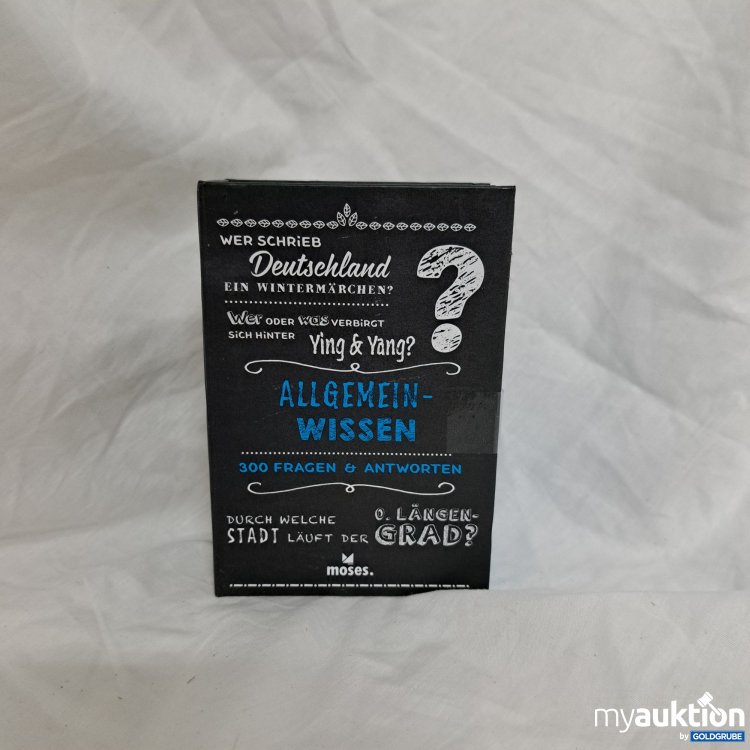 WER SCHRIEB
Deutschland
EIN WINTERMÄRCHEN?
?
Wer ODER was VERBIRGT
SICH HINTER Ying & Yang?
ALLGEMEIN-
WISSEN
300 FRAGEN & ANTWORTEN
DURCH WELCHE 0. LÄNGEN-
STADT LÄUFT DER GRAD?
moses.
myauktion
by GOLDGRUBE